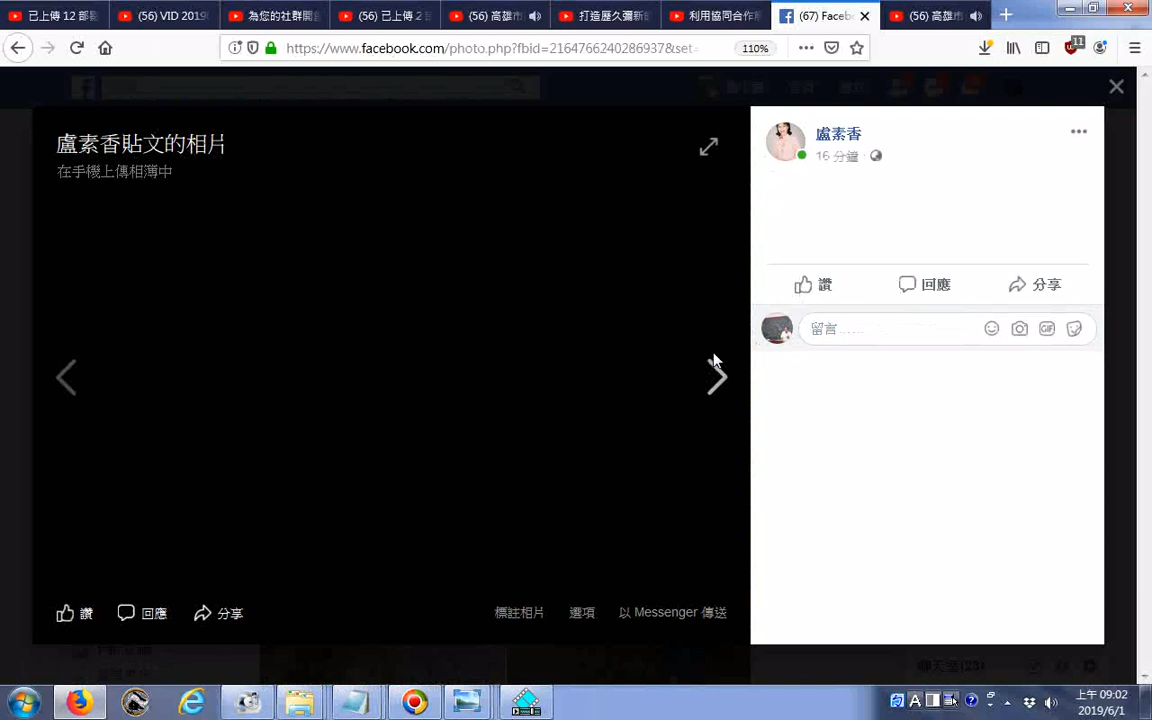 已上傳 12 部影
(56) VID 2019
為您的社群開
(56) 已上傳 2
(56) 高雄市
打造歷久彌新
利用協同合作
(67) Faceb
(56) 高雄市
https://www.facebook.com/photo.php?fbid=2164766240286937&set=
110%
11
盧素香貼文的相片
在手機上傳相簿中
盧素香
16 分鐘
讚
回應
分享
留言......
GIF
讚
回應
分享
標註相片
選項
以 Messenger 傳送
上午 09:02
2019/6/1